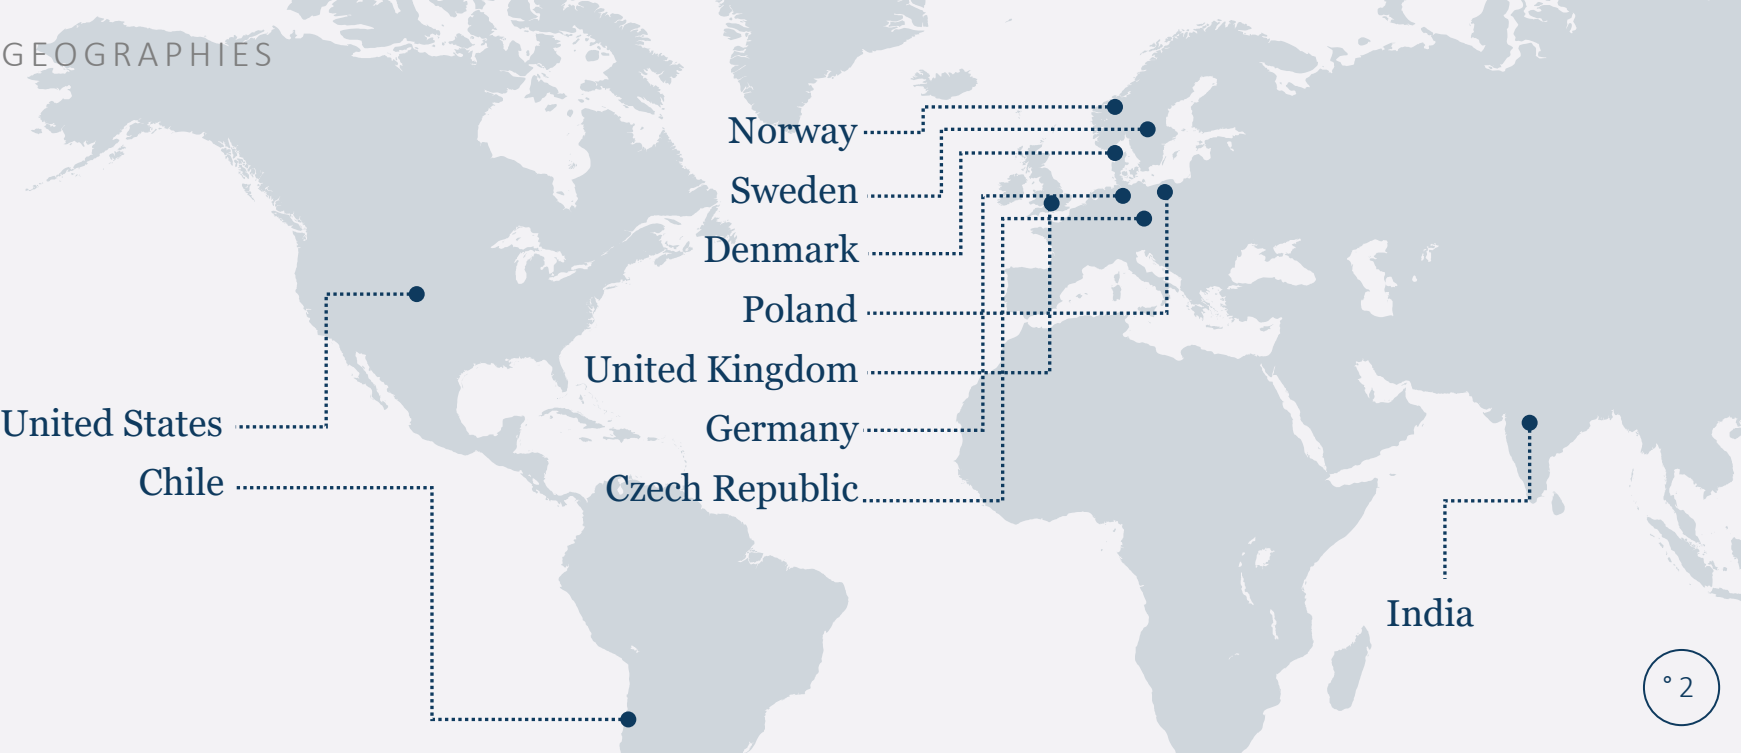 GEOGRAPHIES
Norway
Sweden
Denmark
Poland
United Kingdom
Germany
Czech Republic
United States
Chile
India
° 2